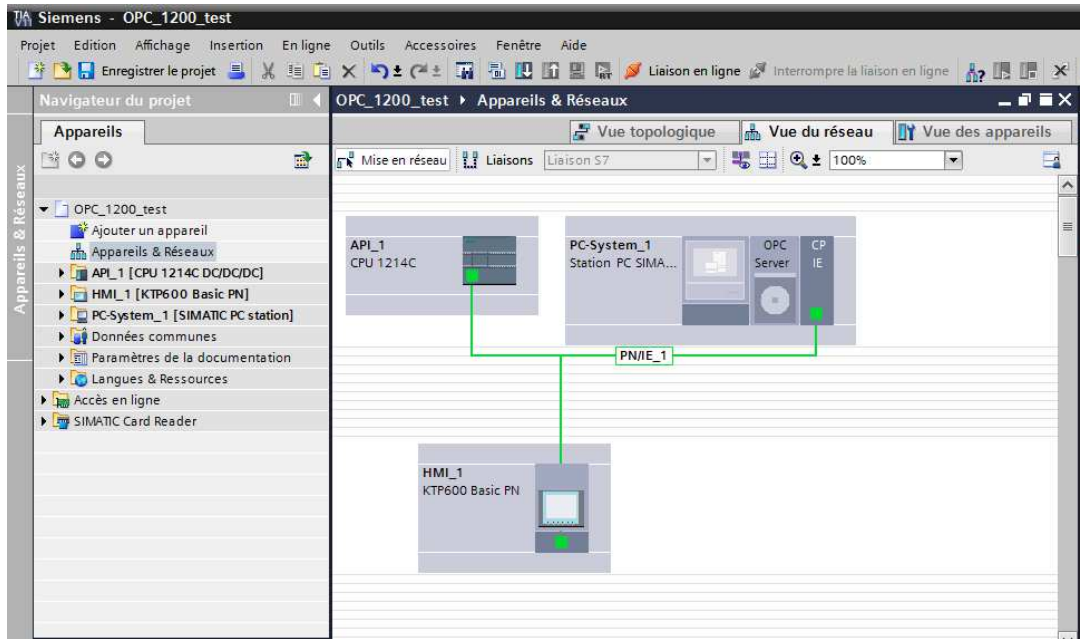 Siemens - OPC_1200_test
Projet Edition Affichage Insertion En ligne Outils Accessoires Fenêtre Aide
Enregistrer le projet Liaison en ligne Interrompre la liaison en ligne
Navigateur du projet
OPC_1200_test Appareils & Réseaux
Appareils
Vue topologique Vue du réseau Vue des appareils
Mise en réseau Liaisons Liaison S7 100%
Appareils & Réseaux
OPC_1200_test
Ajouter un appareil
Appareils & Réseaux
API_1 [CPU 1214C DC/DC/DC]
HMI_1 [KTP600 Basic PN]
PC-System_1 [SIMATIC PC station]
Données communes
Paramètres de la documentation
Langues & Ressources
Accès en ligne
SIMATIC Card Reader
API_1
CPU 1214C
PC-System_1
Station PC SIMA...
OPC
Server
CP
IE
PN/IE_1
HMI_1
KTP600 Basic PN